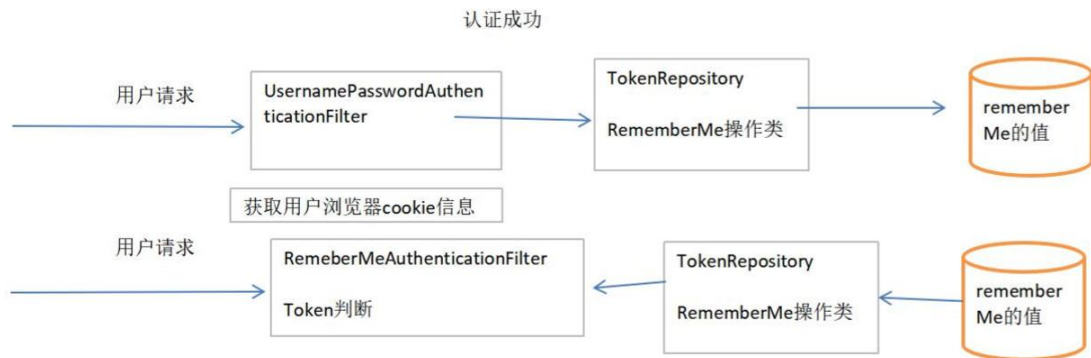 认证成功
用户请求
UsernamePasswordAuthen
ticationFilter
TokenRepository
RememberMe操作类
remember
Me的值
获取用户浏览器cookie信息
用户请求
RemeberMeAuthenticationFilter
Token判断
TokenRepository
RememberMe操作类
remember
Me的值